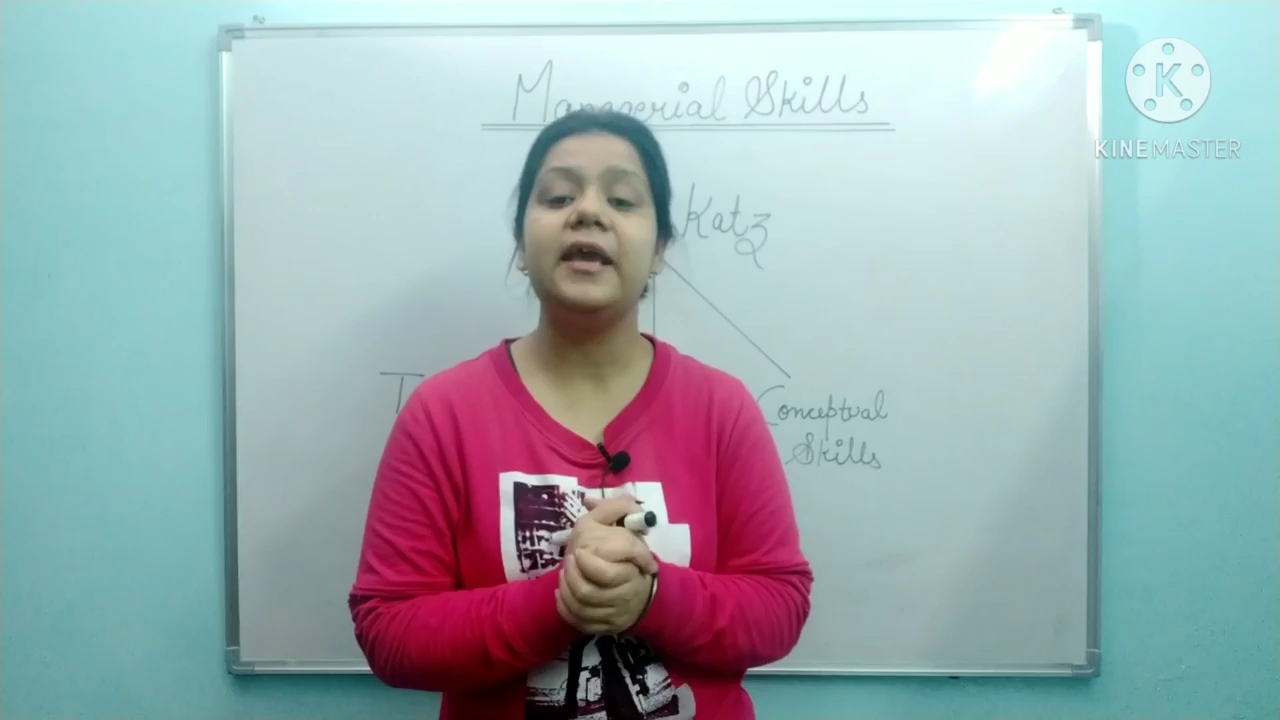 Managerial Skills
Katz
T
Conceptual
Skills
KINEMASTER